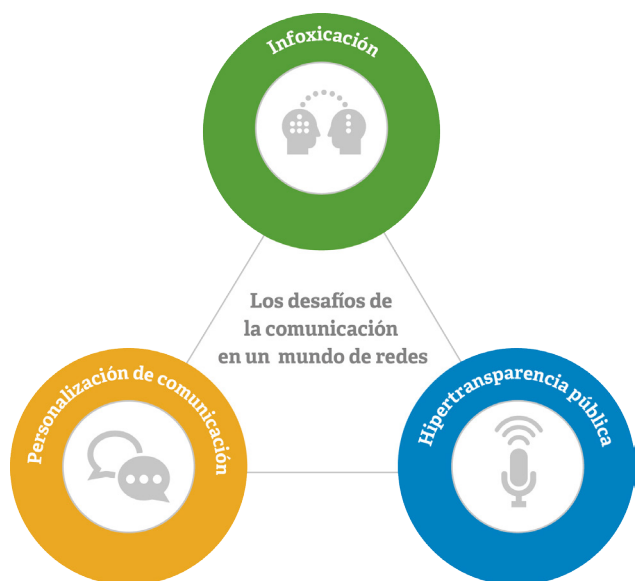 Infoxicación
Los desafíos de
la comunicación
en un mundo de redes
Personalización de comunicación
Hipertransparencia pública